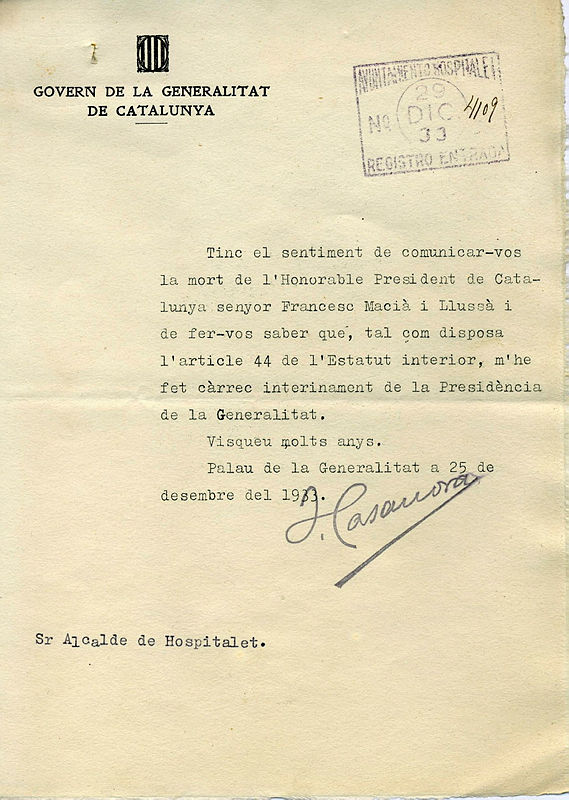 GOVERN DE LA GENERALITAT
DE CATALUNYA
AJUNTAMIENTO HOSPITALET
29
Nº DIC. 4109
33
REGISTRO ENTRADA
Tinc el sentiment de comunicar-vos
la mort de l'Honorable President de Cata-
lunya senyor Francesc Macià i Llussà i
de fer-vos saber que, tal com disposa
l'article 44 de l'Estatut interior, m'he
fet càrrec interinament de la Presidència
de la Generalitat.
Visqueu molts anys.
Palau de la Generalitat a 25 de
desembre del 1933.
J. Casanova
Sr Alcalde de Hospitalet.